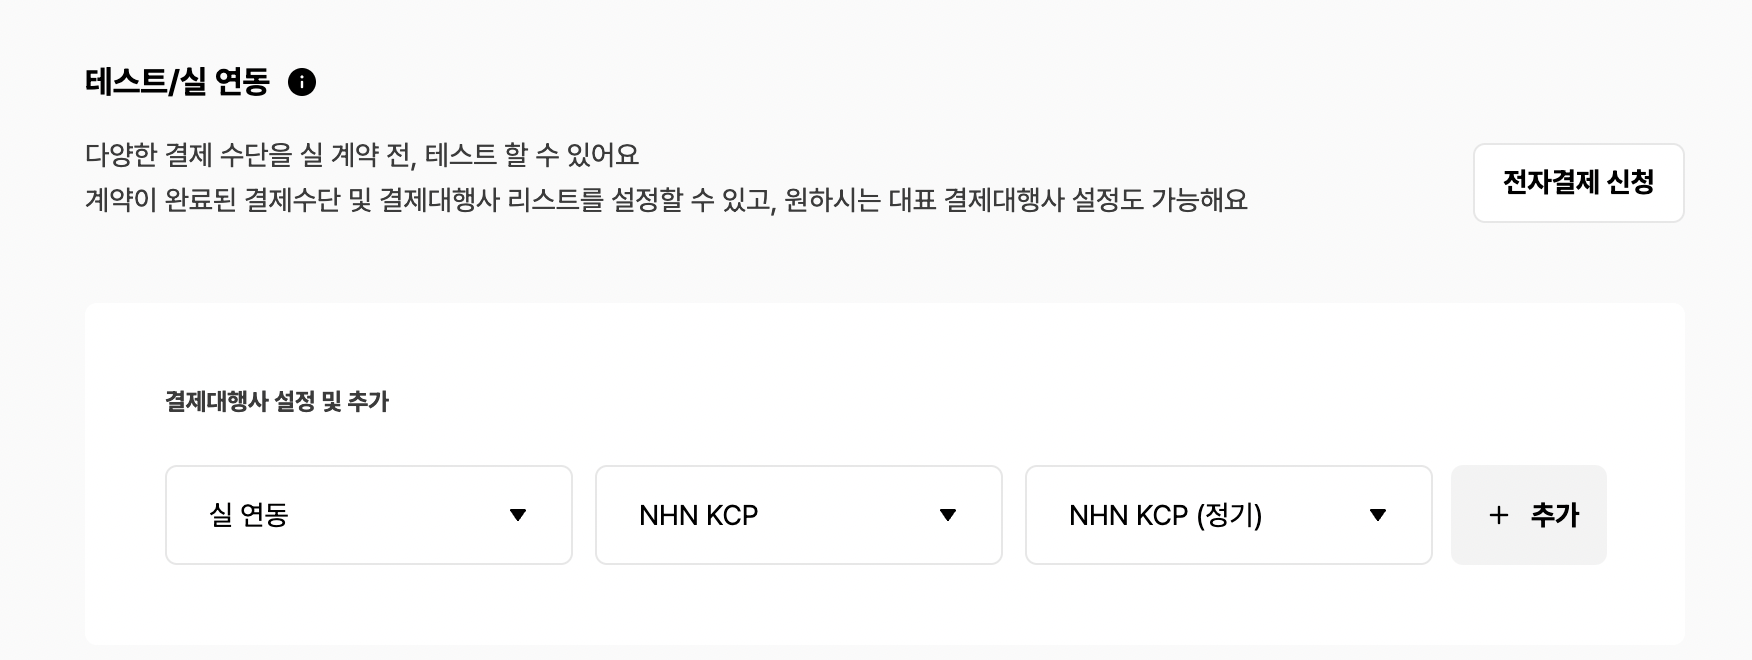 테스트/실 연동
다양한 결제 수단을 실 계약 전, 테스트 할 수 있어요
계약이 완료된 결제수단 및 결제대행사 리스트를 설정할 수 있고, 원하시는 대표 결제대행사 설정도 가능해요
전자결제 신청
결제대행사 설정 및 추가
실 연동
NHN KCP
NHN KCP (정기)
+ 추가